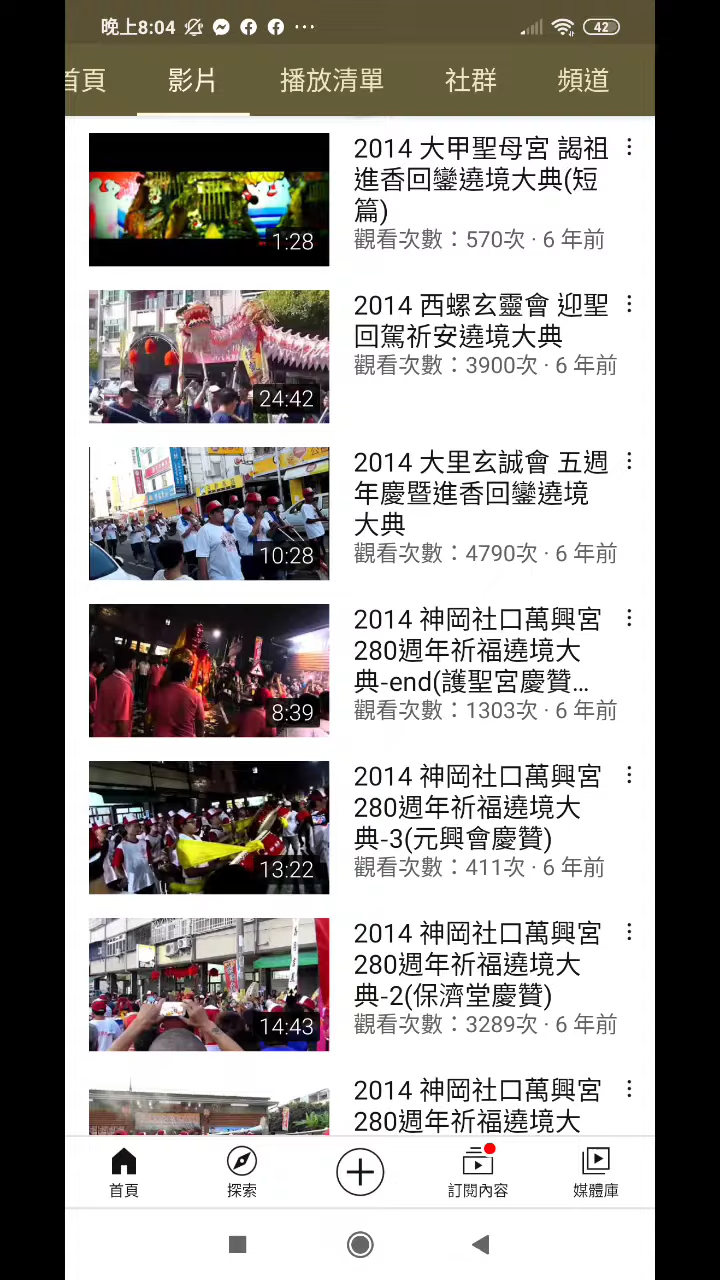 晚上8:04
42
首頁 影片 播放清單 社群 頻道
2014 大甲聖母宮 謁祖
進香回鑾遶境大典(短
篇)
觀看次數：570次 · 6 年前
1:28
2014 西螺玄靈會 迎聖
回駕祈安遶境大典
觀看次數：3900次 · 6 年前
24:42
2014 大里玄誠會 五週
年慶暨進香回鑾遶境
大典
觀看次數：4790次 · 6 年前
10:28
2014 神岡社口萬興宮
280週年祈福遶境大
典-end(護聖宮慶贊...
觀看次數：1303次 · 6 年前
8:39
2014 神岡社口萬興宮
280週年祈福遶境大
典-3(元興會慶贊)
觀看次數：411次 · 6 年前
13:22
2014 神岡社口萬興宮
280週年祈福遶境大
典-2(保濟堂慶贊)
觀看次數：3289次 · 6 年前
14:43
2014 神岡社口萬興宮
280週年祈福遶境大
首頁 探索 訂閱內容 媒體庫